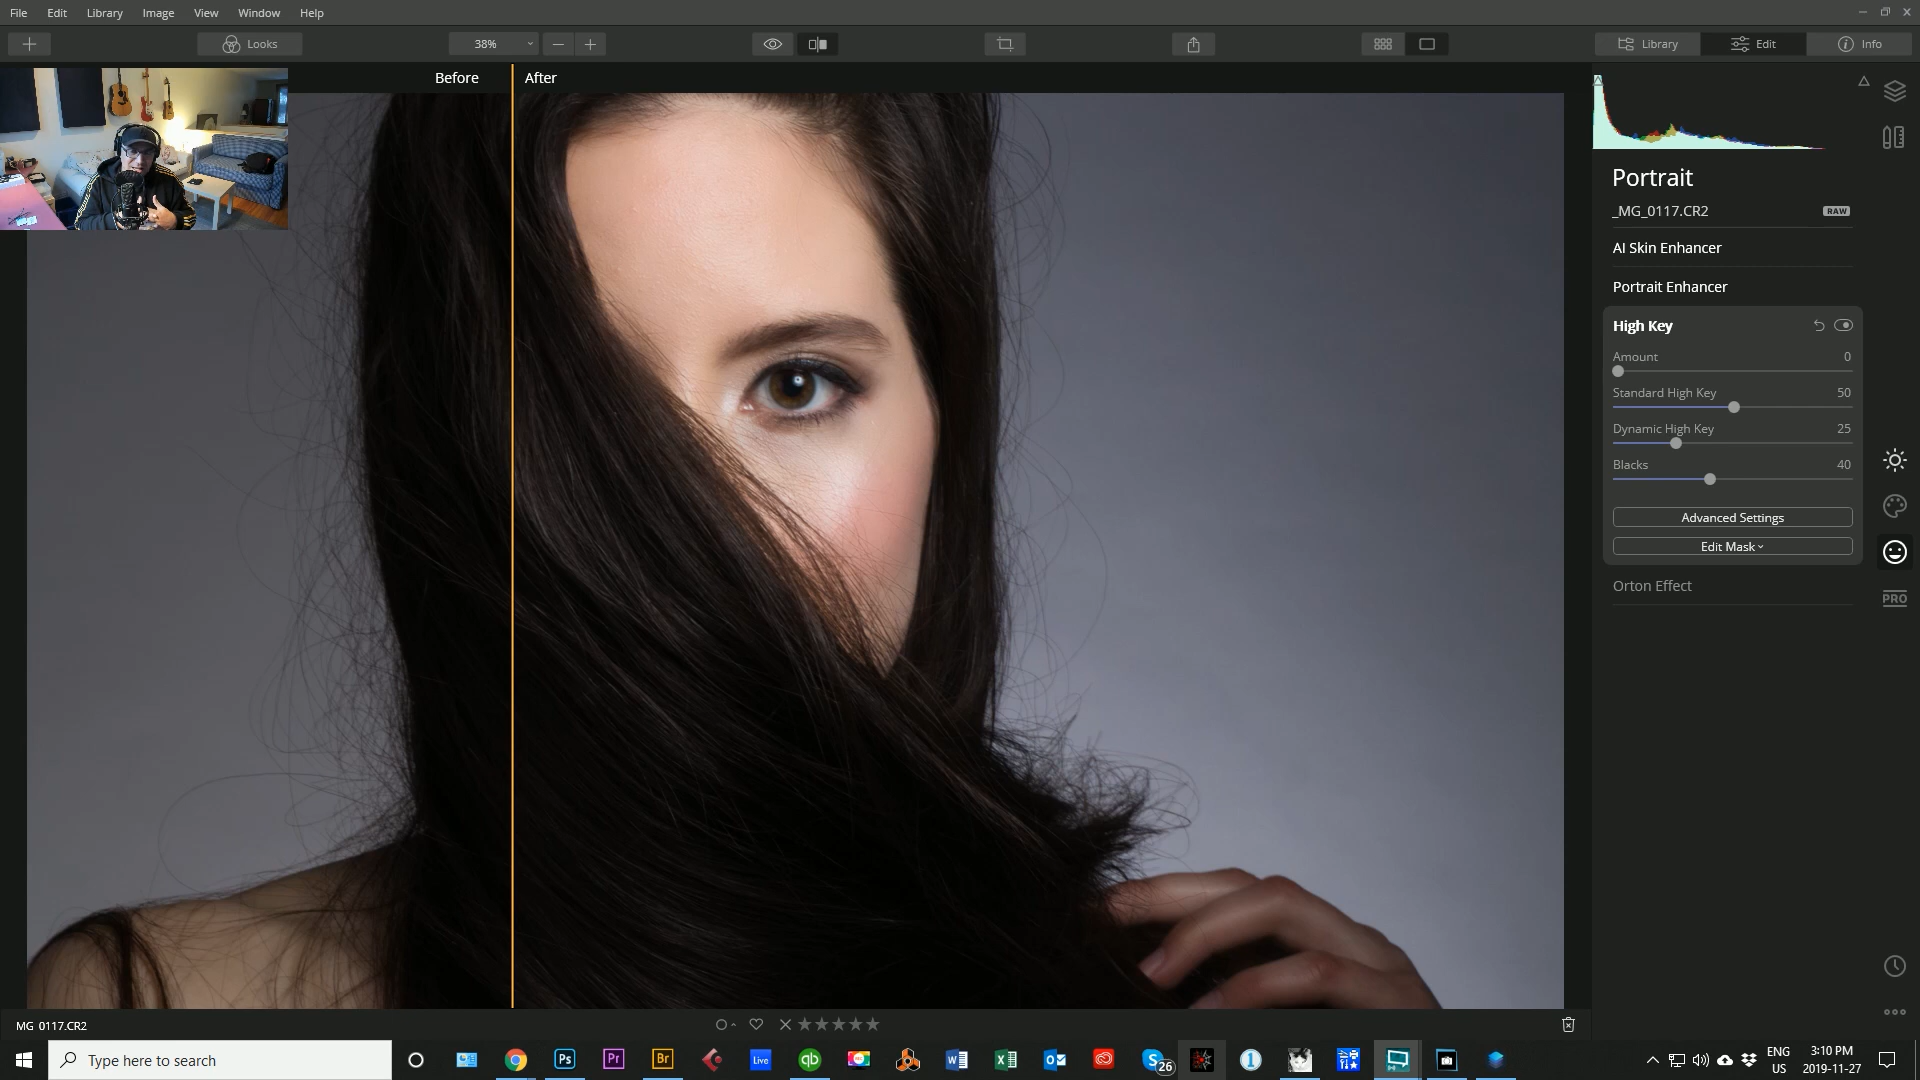 File Edit Library Image View Window Help
Looks 38% Library Edit Info
Before After
Portrait
_MG_0117.CR2 RAW
AI Skin Enhancer
Portrait Enhancer
High Key
Amount 0
Standard High Key 50
Dynamic High Key 25
Blacks 40
Advanced Settings
Edit Mask
Orton Effect
PRO
MG 0117.CR2
Type here to search
Ps Pr Br Live qb 26 1
ENG
US
3:10 PM
2019-11-27